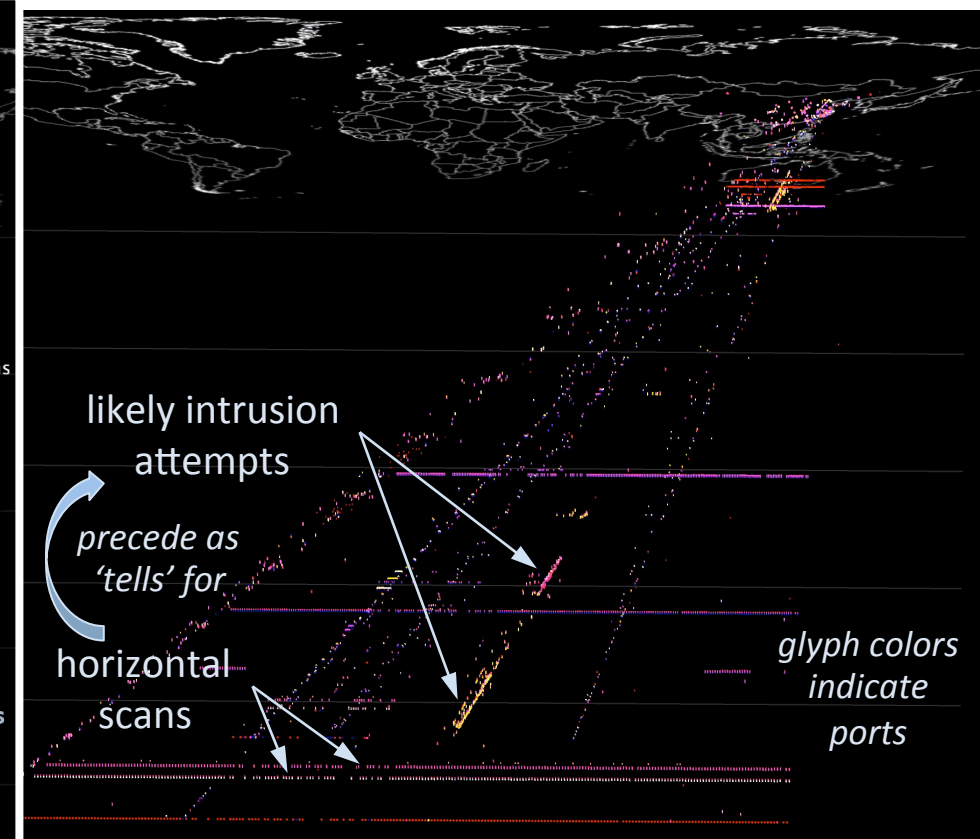 likely intrusion
attempts
precede as
‘tells’ for
horizontal
scans
glyph colors
indicate
ports